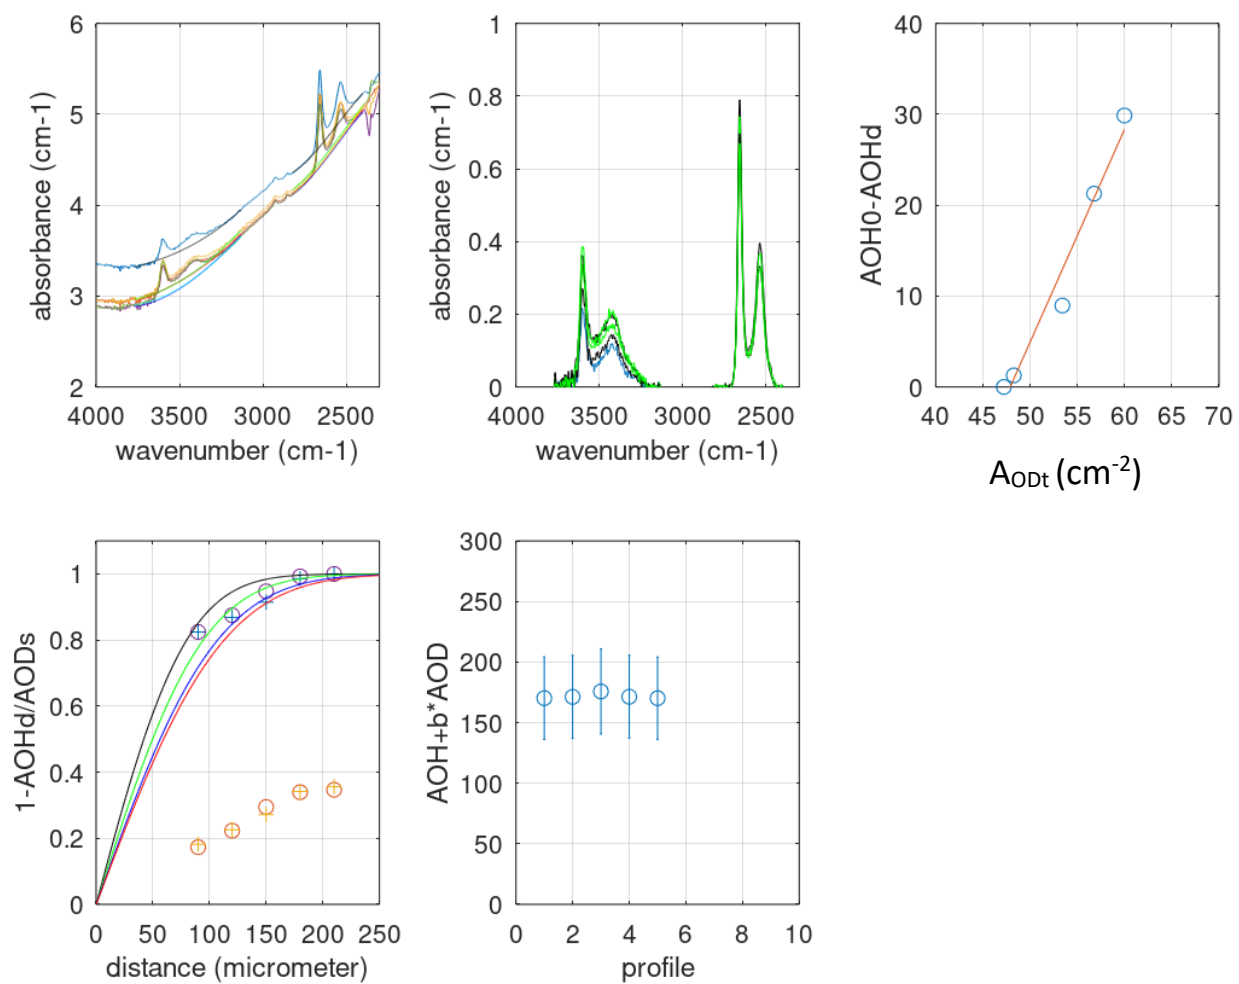 6
5
4
3
2
4000 3500 3000 2500
absorbance (cm-1)
wavenumber (cm-1)
1
0.8
0.6
0.4
0.2
0
4000 3500 3000 2500
absorbance (cm-1)
wavenumber (cm-1)
40
30
20
10
0
40 45 50 55 60 65 70
AOH0-AOHd
AODt (cm-2)
1
0.8
0.6
0.4
0.2
0
0 50 100 150 200 250
1-AOHd/AODs
distance (micrometer)
300
250
200
150
100
50
0
0 2 4 6 8 10
AOH+b*AOD
profile